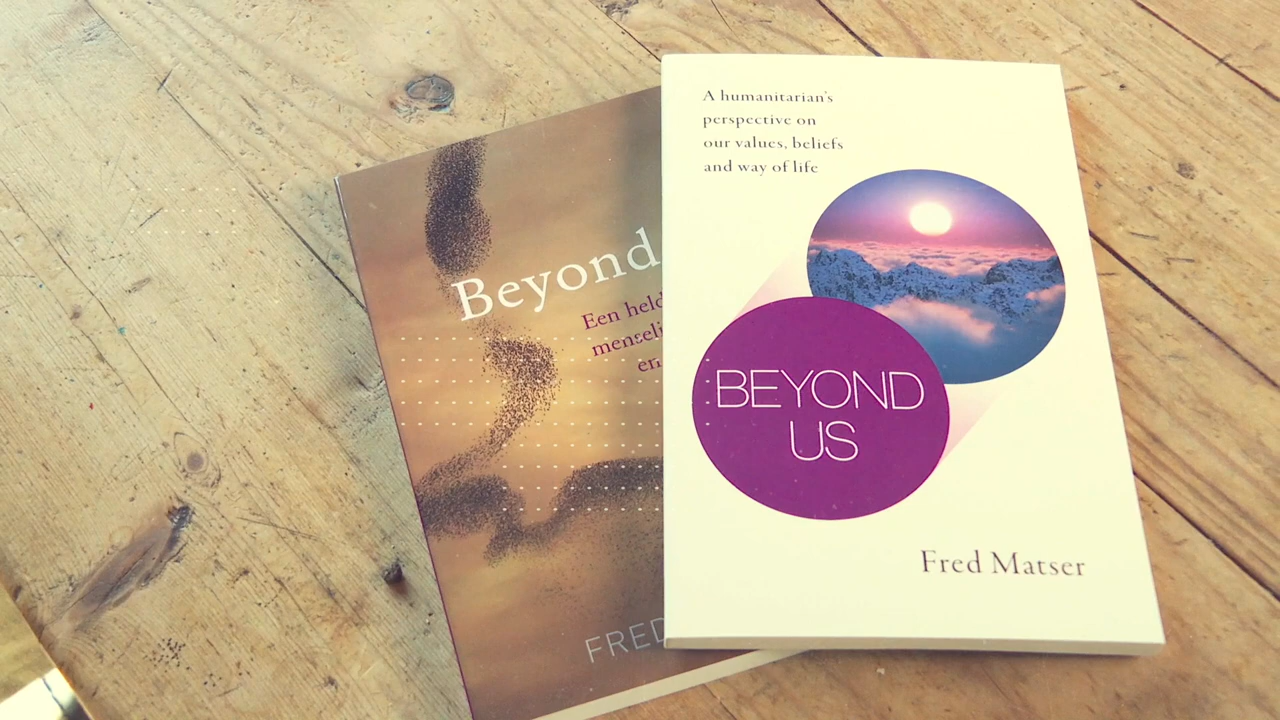 A humanitarian's
perspective on
our values, beliefs
and way of life
BEYOND
US
Fred Matser
Beyond
Een held
menselij
en
FRED